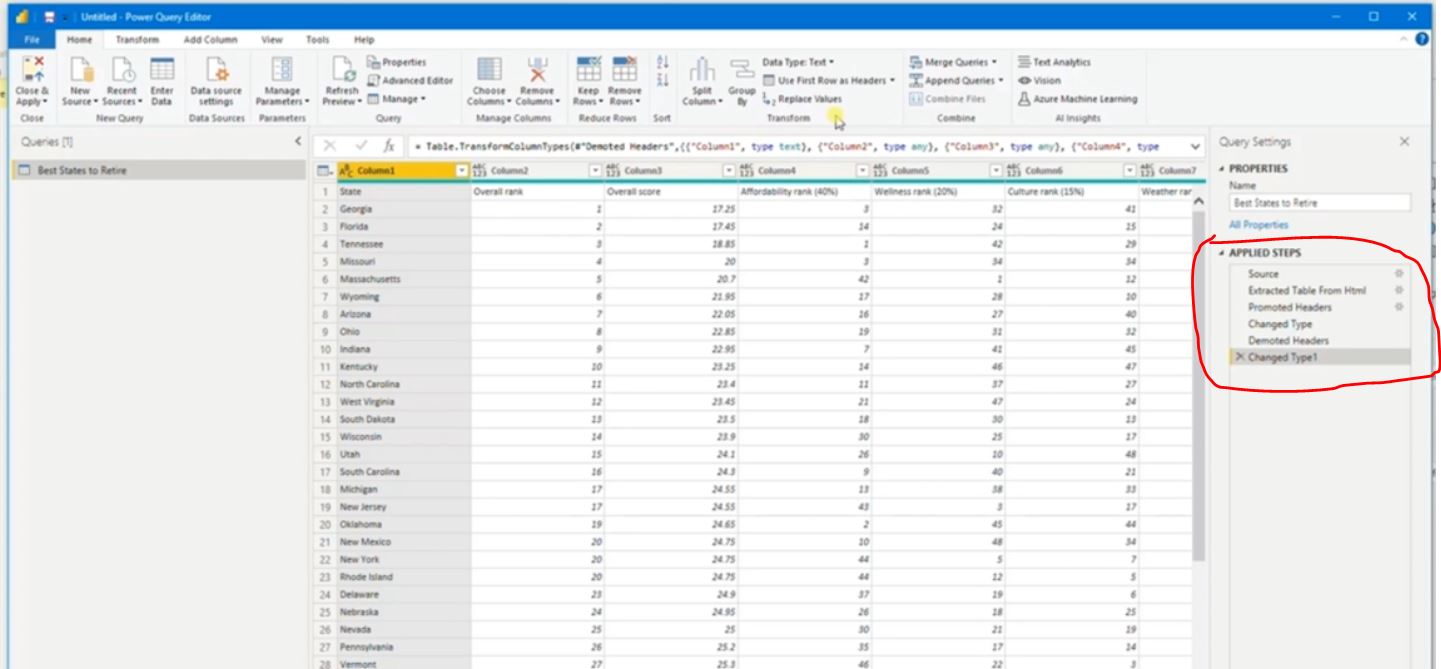 Untitled - Power Query Editor
File Home Transform Add Column View Tools Help
Close & Apply
New Source
Recent Sources
Enter Data
Data source settings
Manage Parameters
Refresh Preview
Properties
Advanced Editor
Manage
Choose Columns
Remove Columns
Keep Rows
Remove Rows
Split Column
Group By
Data Type: Text
Use First Row as Headers
Replace Values
Merge Queries
Append Queries
Combine Files
Text Analytics
Vision
Azure Machine Learning
Close New Query Data Sources Parameters Query Manage Columns Reduce Rows Sort Transform Combine AI Insights
Queries [1]
Best States to Retire
fx = Table.TransformColumnTypes(#"Demoted Headers",{{"Column1", type text}, {"Column2", type any}, {"Column3", type any}, {"Column4", type
ABC Column1 ABC 123 Column2 ABC 123 Column3 ABC 123 Column4 ABC 123 Column5 ABC 123 Column6 ABC 123 Column7
1 State Overall rank Overall score Affordability rank (40%) Wellness rank (20%) Culture rank (15%) Weather ran
2 Georgia 1 17.25 3 32 41
3 Florida 2 17.45 14 24 15
4 Tennessee 3 18.85 1 42 29
5 Missouri 4 20 3 34 34
6 Massachusetts 5 20.7 42 1 12
7 Wyoming 6 21.95 17 28 10
8 Arizona 7 22.05 16 27 40
9 Ohio 8 22.85 19 31 32
10 Indiana 9 22.95 7 41 45
11 Kentucky 10 23.25 14 46 47
12 North Carolina 11 23.4 11 37 27
13 West Virginia 12 23.45 21 47 24
14 South Dakota 13 23.5 18 30 13
15 Wisconsin 14 23.9 30 25 17
16 Utah 15 24.1 26 10 48
17 South Carolina 16 24.3 9 40 21
18 Michigan 17 24.55 13 38 33
19 New Jersey 17 24.55 43 3 17
20 Oklahoma 19 24.65 2 45 44
21 New Mexico 20 24.75 10 48 34
22 New York 20 24.75 44 5 7
23 Rhode Island 20 24.75 44 12 5
24 Delaware 23 24.9 37 19 6
25 Nebraska 24 24.95 26 18 25
26 Nevada 25 25 30 21 19
27 Pennsylvania 26 25.2 35 17 14
28 Vermont 27 25.3 46 22 3
Query Settings
PROPERTIES
Name
Best States to Retire
All Properties
APPLIED STEPS
Source
Extracted Table From Html
Promoted Headers
Changed Type
Demoted Headers
Changed Type1